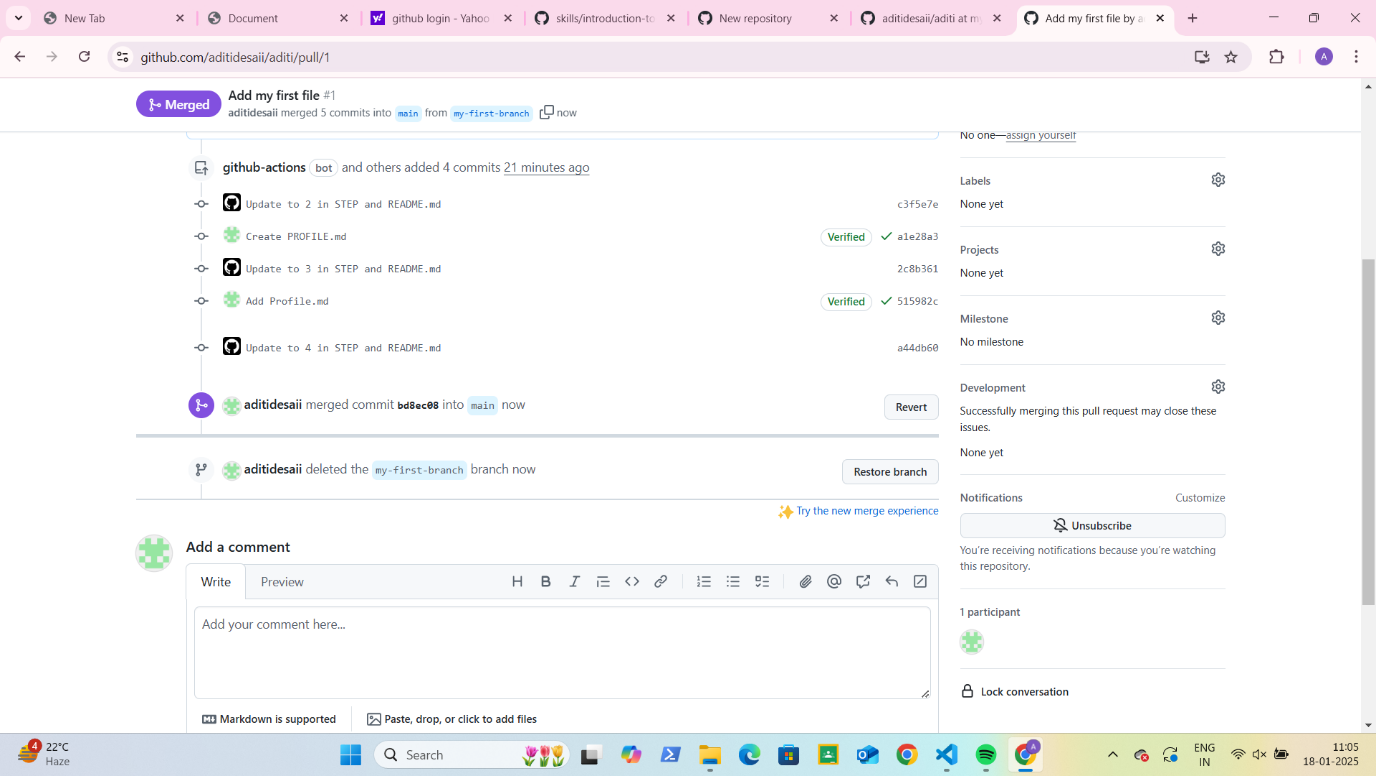 New Tab
Document
github login - Yahoo
skills/introduction-to
New repository
aditidesaii/aditi at my
Add my first file by a
github.com/aditidesaii/aditi/pull/1
A
Merged
Add my first file #1
aditidesaii merged 5 commits into main from my-first-branch now
No one—assign yourself
github-actions bot and others added 4 commits 21 minutes ago
Update to 2 in STEP and README.md c3f5e7e
Create PROFILE.md Verified a1e28a3
Update to 3 in STEP and README.md 2c8b361
Add Profile.md Verified 515982c
Update to 4 in STEP and README.md a44db60
aditidesaii merged commit bd8ec08 into main now
Revert
aditidesaii deleted the my-first-branch branch now
Restore branch
Try the new merge experience
Add a comment
Write Preview
Add your comment here...
Markdown is supported
Paste, drop, or click to add files
Labels
None yet
Projects
None yet
Milestone
No milestone
Development
Successfully merging this pull request may close these
issues.
None yet
Notifications Customize
Unsubscribe
You're receiving notifications because you're watching
this repository.
1 participant
Lock conversation
4
22°C
Haze
Search
A
ENG
IN
11:05
18-01-2025